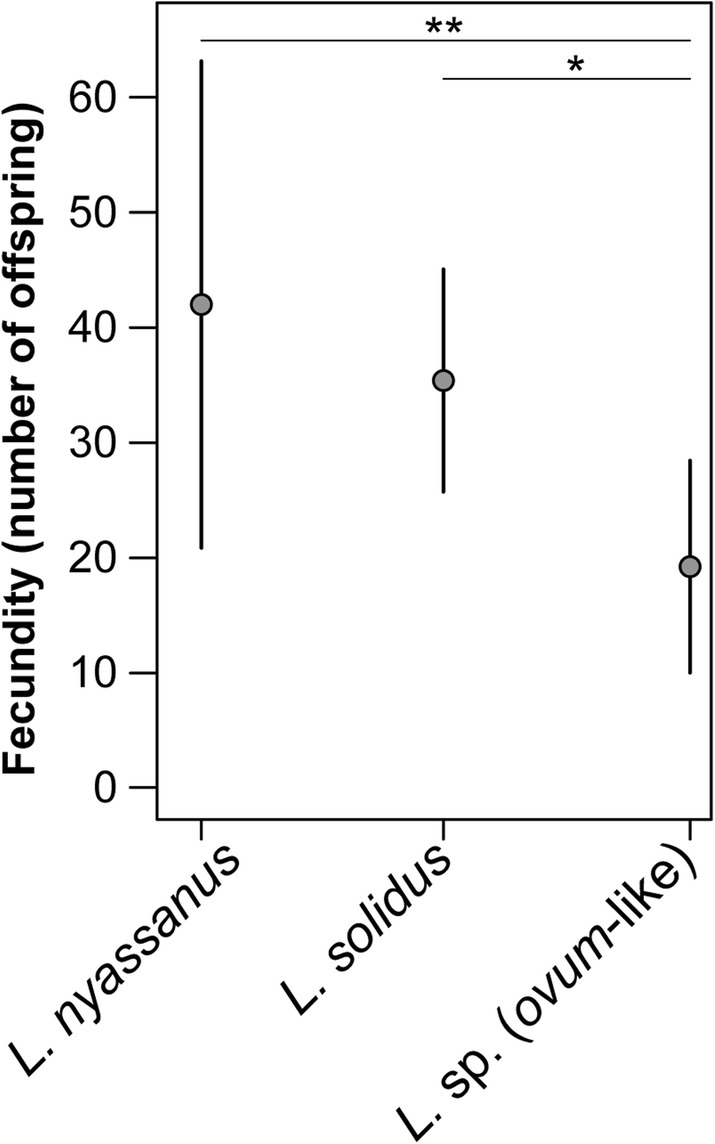 **
*
60
50
40
30
20
10
0
Fecundity (number of offspring)
L. nyassanus
L. solidus
L. sp. (ovum-like)